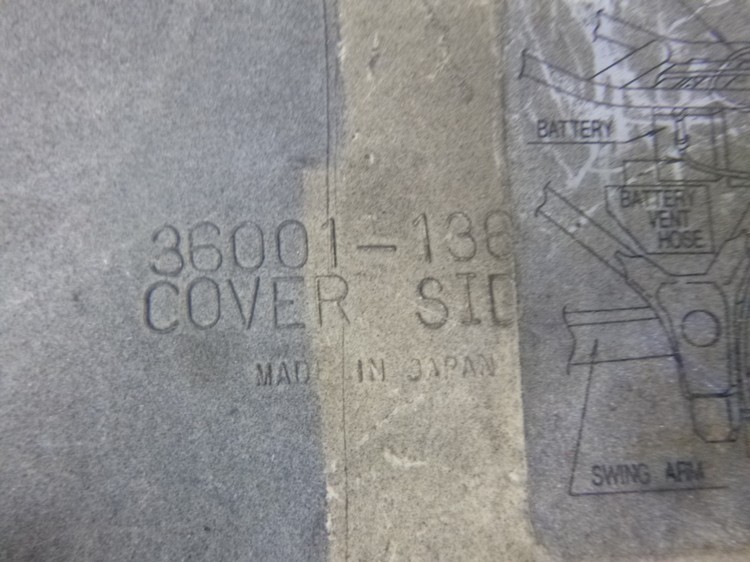 36001-136
COVER SID
MADE IN JAPAN
BATTERY
BATTERY
VENT
HOSE
SWING ARM